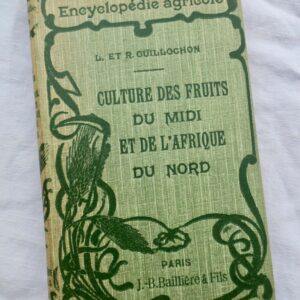 Encyclopédie agricole
L. ET R. GUILLOCHON
CULTURE DES FRUITS
DU MIDI
ET DE L'AFRIQUE
DU NORD
PARIS
J.-B. Baillière & Fils